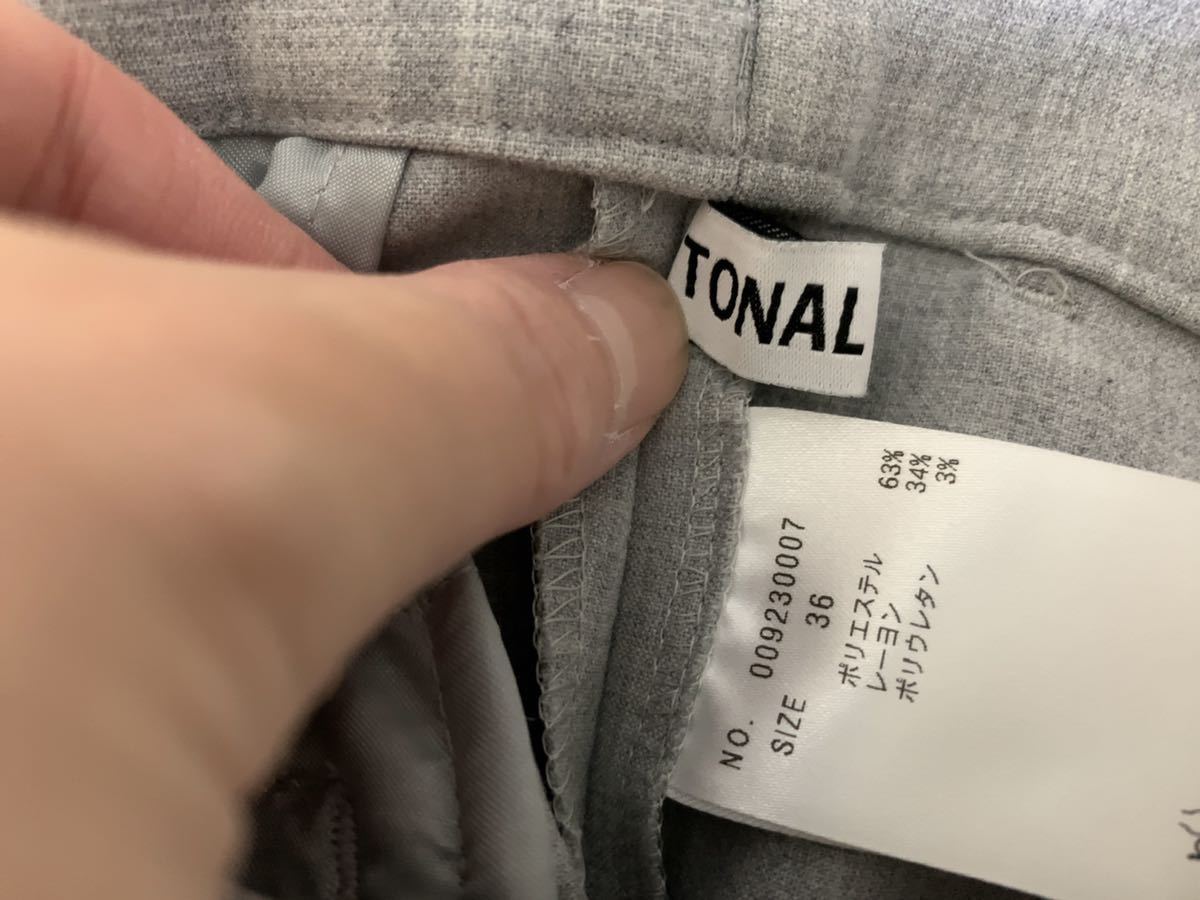 TONAL
NO. 009230007
SIZE 36
ポリエステル 63%
レーヨン 34%
ポリウレタン 3%